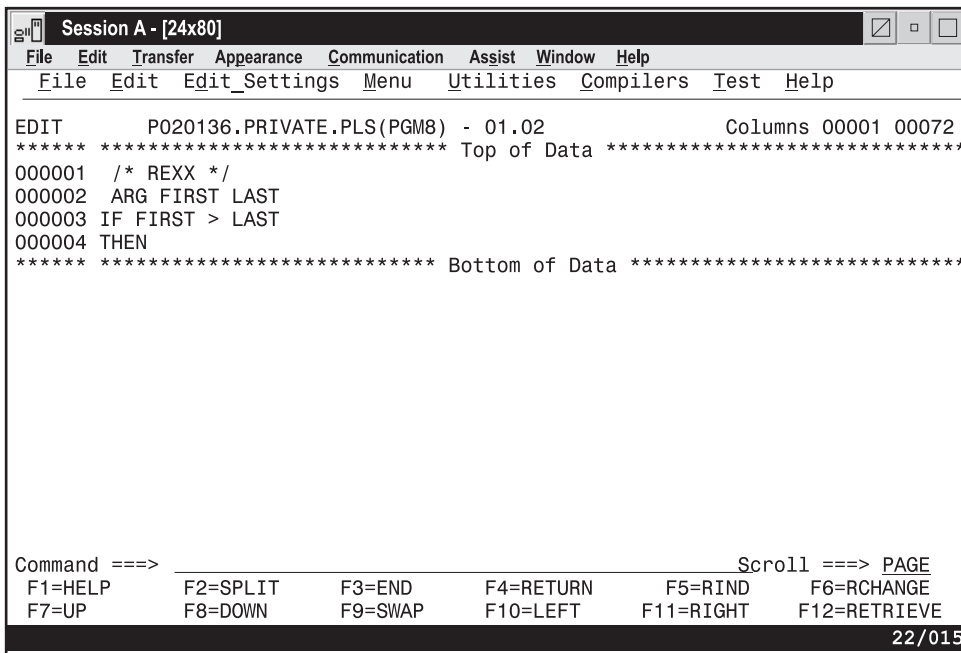 Session A - [24x80]
File Edit Transfer Appearance Communication Assist Window Help
File Edit Edit_Settings Menu Utilities Compilers Test Help
EDIT P020136.PRIVATE.PLS(PGM8) - 01.02 Columns 00001 00072
****** ***************************** Top of Data ******************************
000001 /* REXX */
000002 ARG FIRST LAST
000003 IF FIRST > LAST
000004 THEN
****** **************************** Bottom of Data ****************************
Command ===> Scroll ===> PAGE
F1=HELP F2=SPLIT F3=END F4=RETURN F5=RIND F6=RCHANGE
F7=UP F8=DOWN F9=SWAP F10=LEFT F11=RIGHT F12=RETRIEVE
22/015